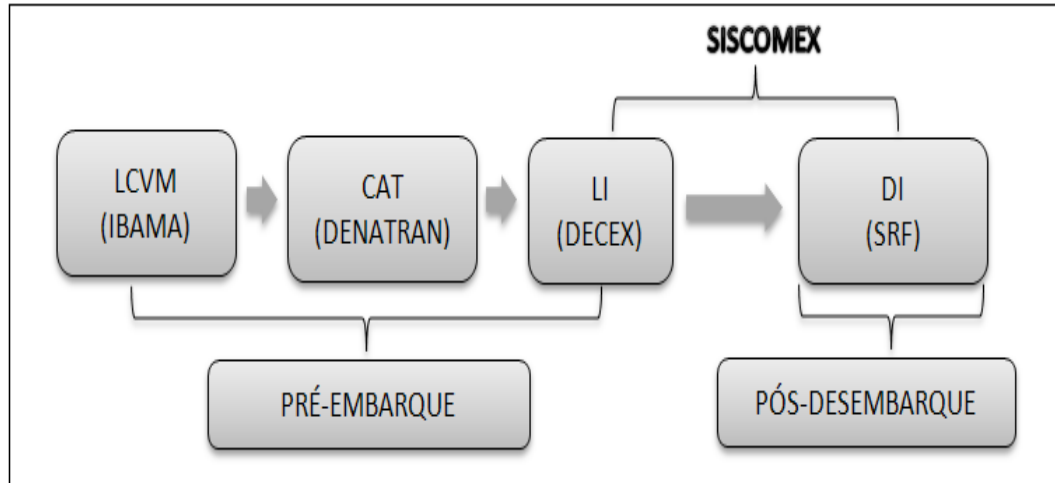 SISCOMEX
LCVM
(IBAMA)
CAT
(DENATRAN)
LI
(DECEX)
DI
(SRF)
PRÉ-EMBARQUE
PÓS-DESEMBARQUE